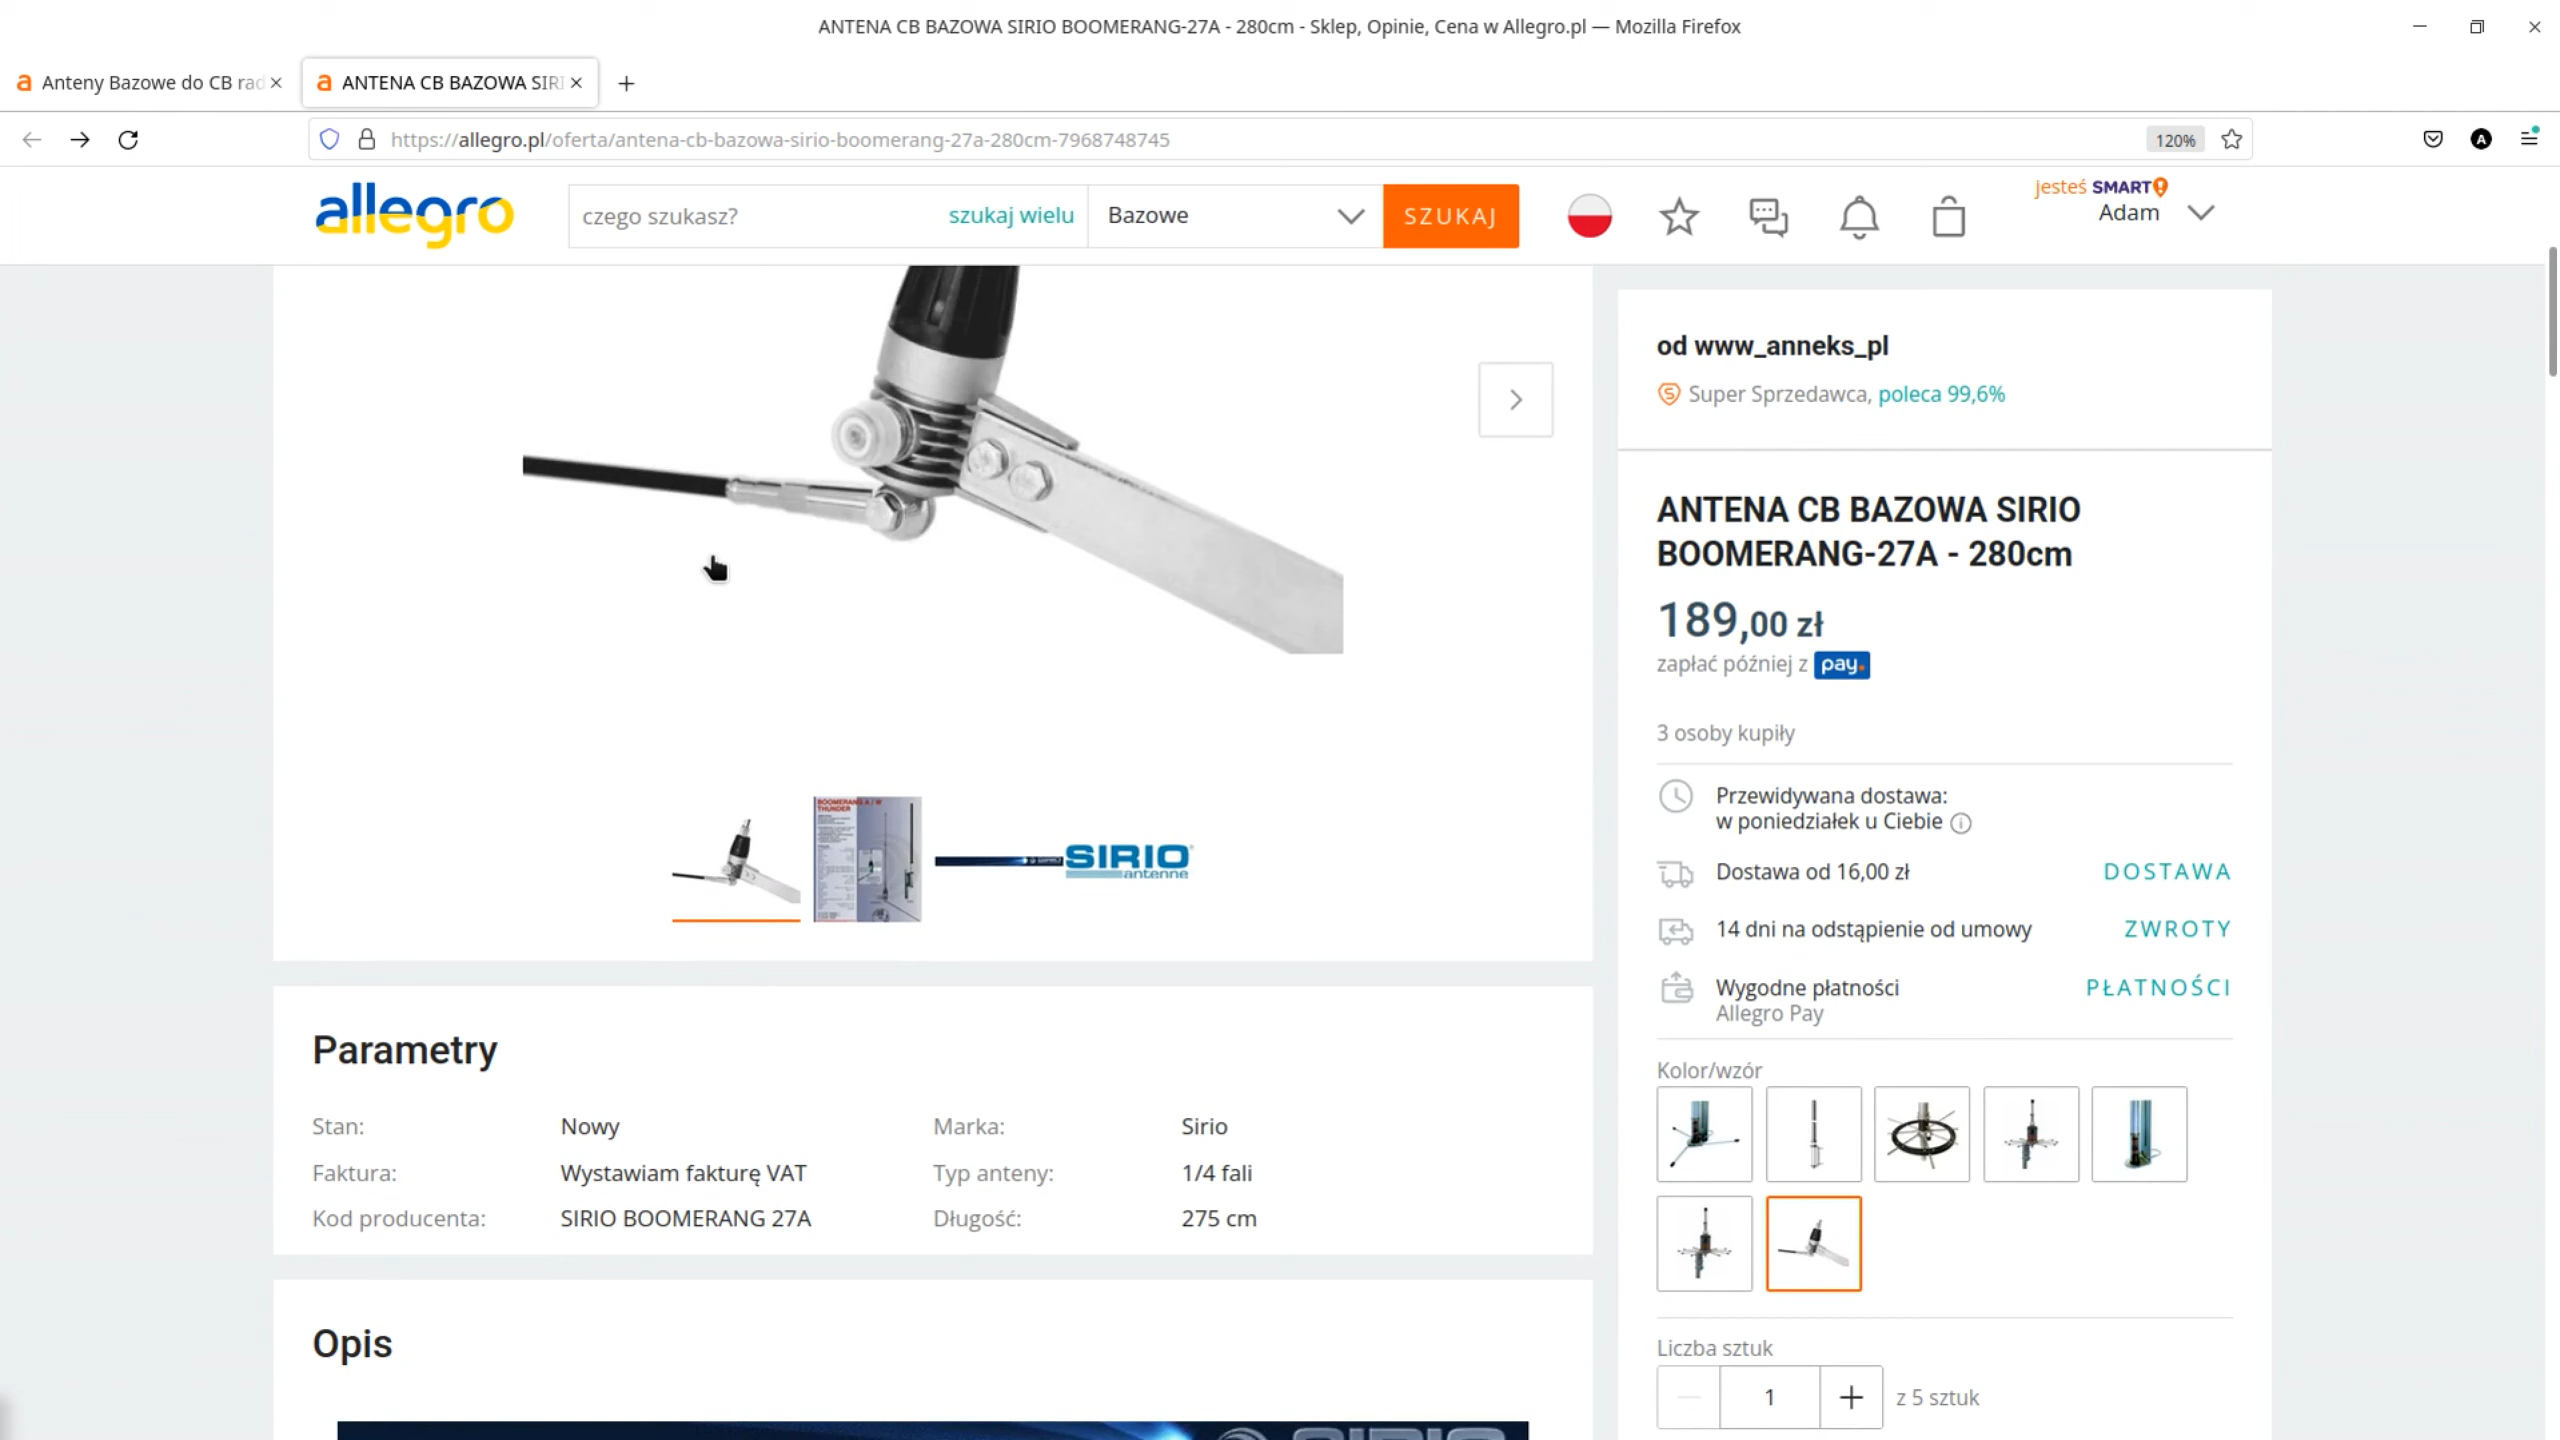 ANTENA CB BAZOWA SIRIO BOOMERANG-27A - 280cm - Sklep, Opinie, Cena w Allegro.pl — Mozilla Firefox
Anteny Bazowe do CB rad
ANTENA CB BAZOWA SIRI
https://allegro.pl/oferta/antena-cb-bazowa-sirio-boomerang-27a-280cm-7968748745
120%
allegro
czego szukasz?
szukaj wielu
Bazowe
SZUKAJ
jesteś SMART!
Adam
od www_anneks_pl
Super Sprzedawca, poleca 99,6%
ANTENA CB BAZOWA SIRIO
BOOMERANG-27A - 280cm
189,00 zł
zapłać później z pay.
3 osoby kupiły
Przewidywana dostawa:
w poniedziałek u Ciebie
Dostawa od 16,00 zł
DOSTAWA
14 dni na odstąpienie od umowy
ZWROTY
Wygodne płatności
PŁATNOŚCI
Allegro Pay
Kolor/wzór
Liczba sztuk
1
z 5 sztuk
BOOMERANG A / W
THUNDER
SIRIO
antenne
Parametry
Stan:
Nowy
Marka:
Sirio
Faktura:
Wystawiam fakturę VAT
Typ anteny:
1/4 fali
Kod producenta:
SIRIO BOOMERANG 27A
Długość:
275 cm
Opis